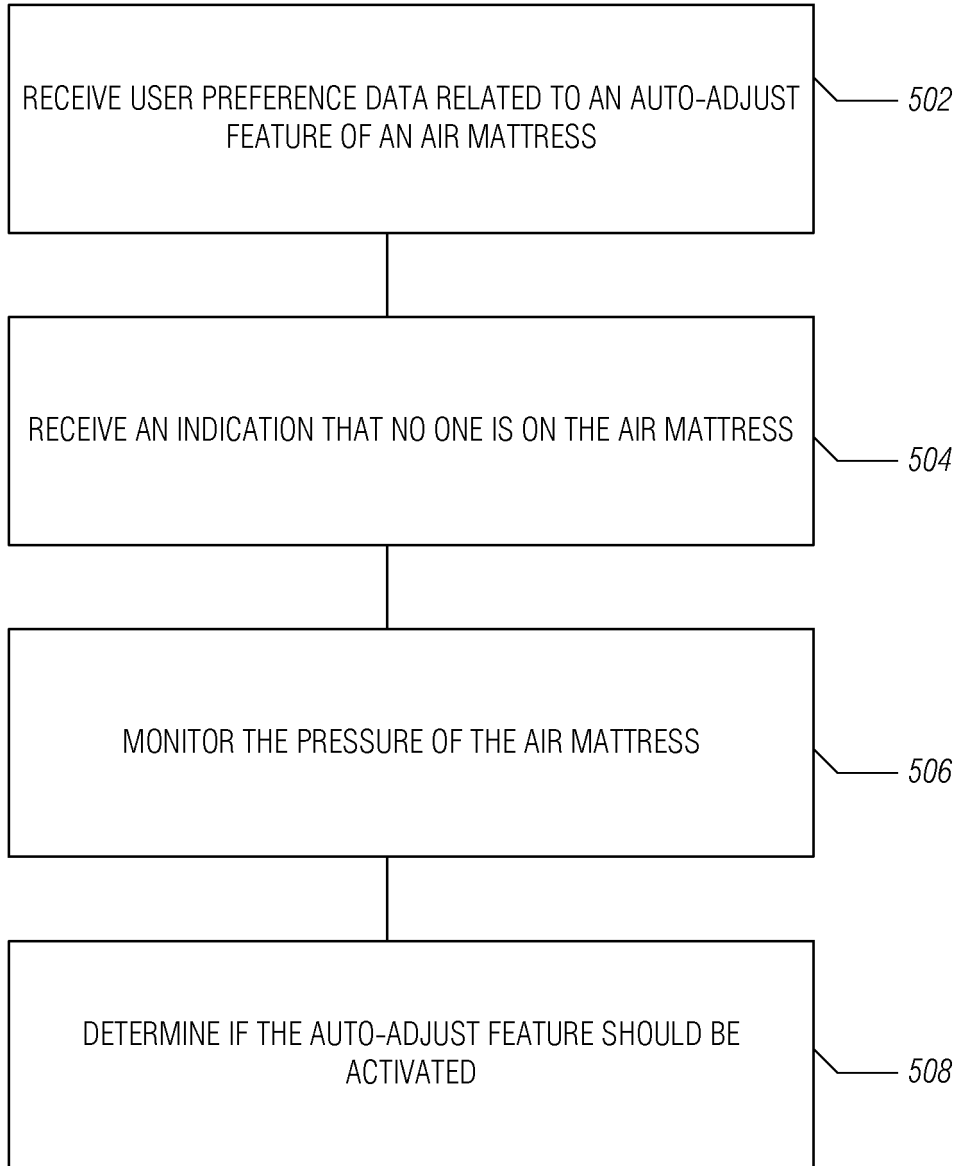 RECEIVE USER PREFERENCE DATA RELATED TO AN AUTO-ADJUST
FEATURE OF AN AIR MATTRESS
502
RECEIVE AN INDICATION THAT NO ONE IS ON THE AIR MATTRESS
504
MONITOR THE PRESSURE OF THE AIR MATTRESS
506
DETERMINE IF THE AUTO-ADJUST FEATURE SHOULD BE
ACTIVATED
508